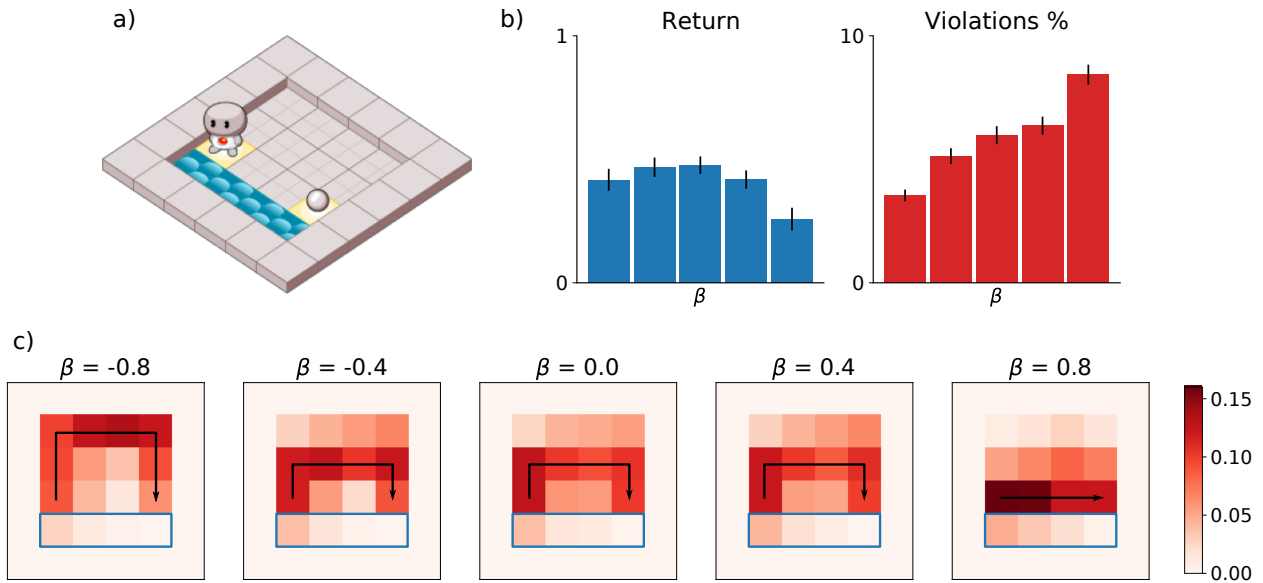 a)
b)
Return
Violations %
1
0
β
10
0
β
c)
β = -0.8
β = -0.4
β = 0.0
β = 0.4
β = 0.8
0.15
0.10
0.05
0.00